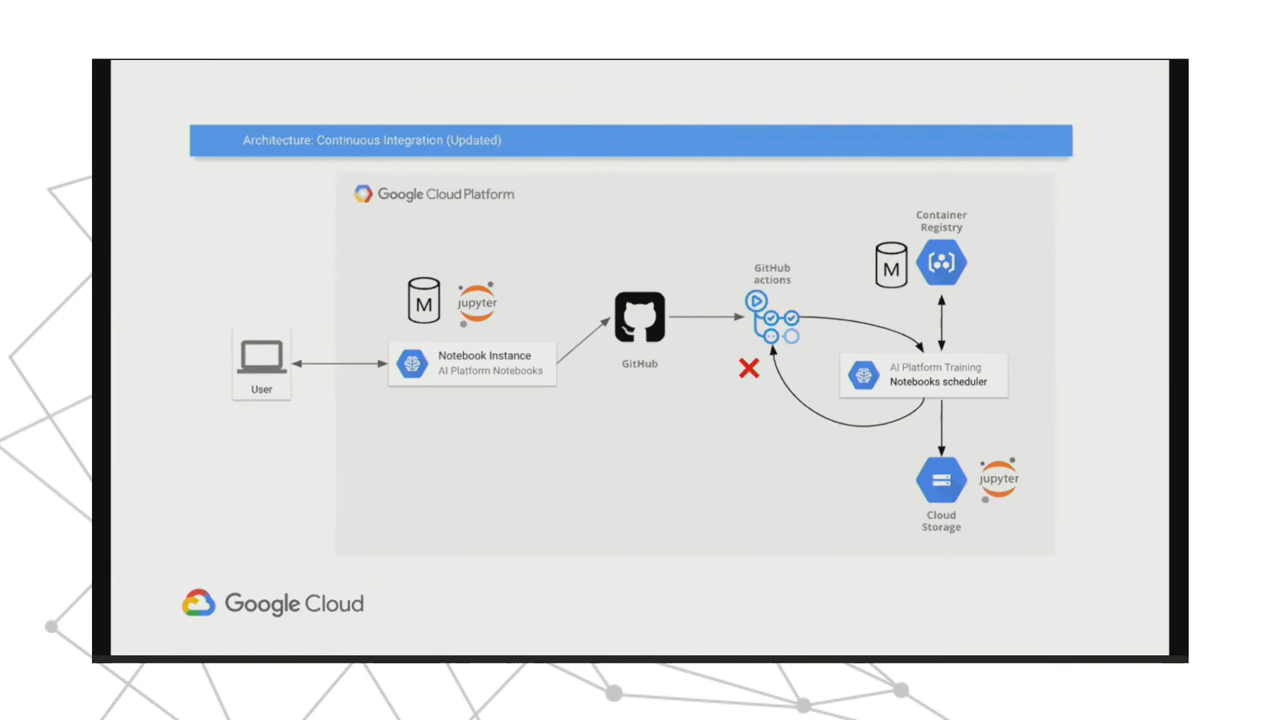 Architecture: Continuous Integration (Updated)
Google Cloud Platform
Container
Registry
M
GitHub
actions
M
jupyter
GitHub
Notebook Instance
AI Platform Notebooks
User
AI Platform Training
Notebooks scheduler
jupyter
Cloud
Storage
Google Cloud